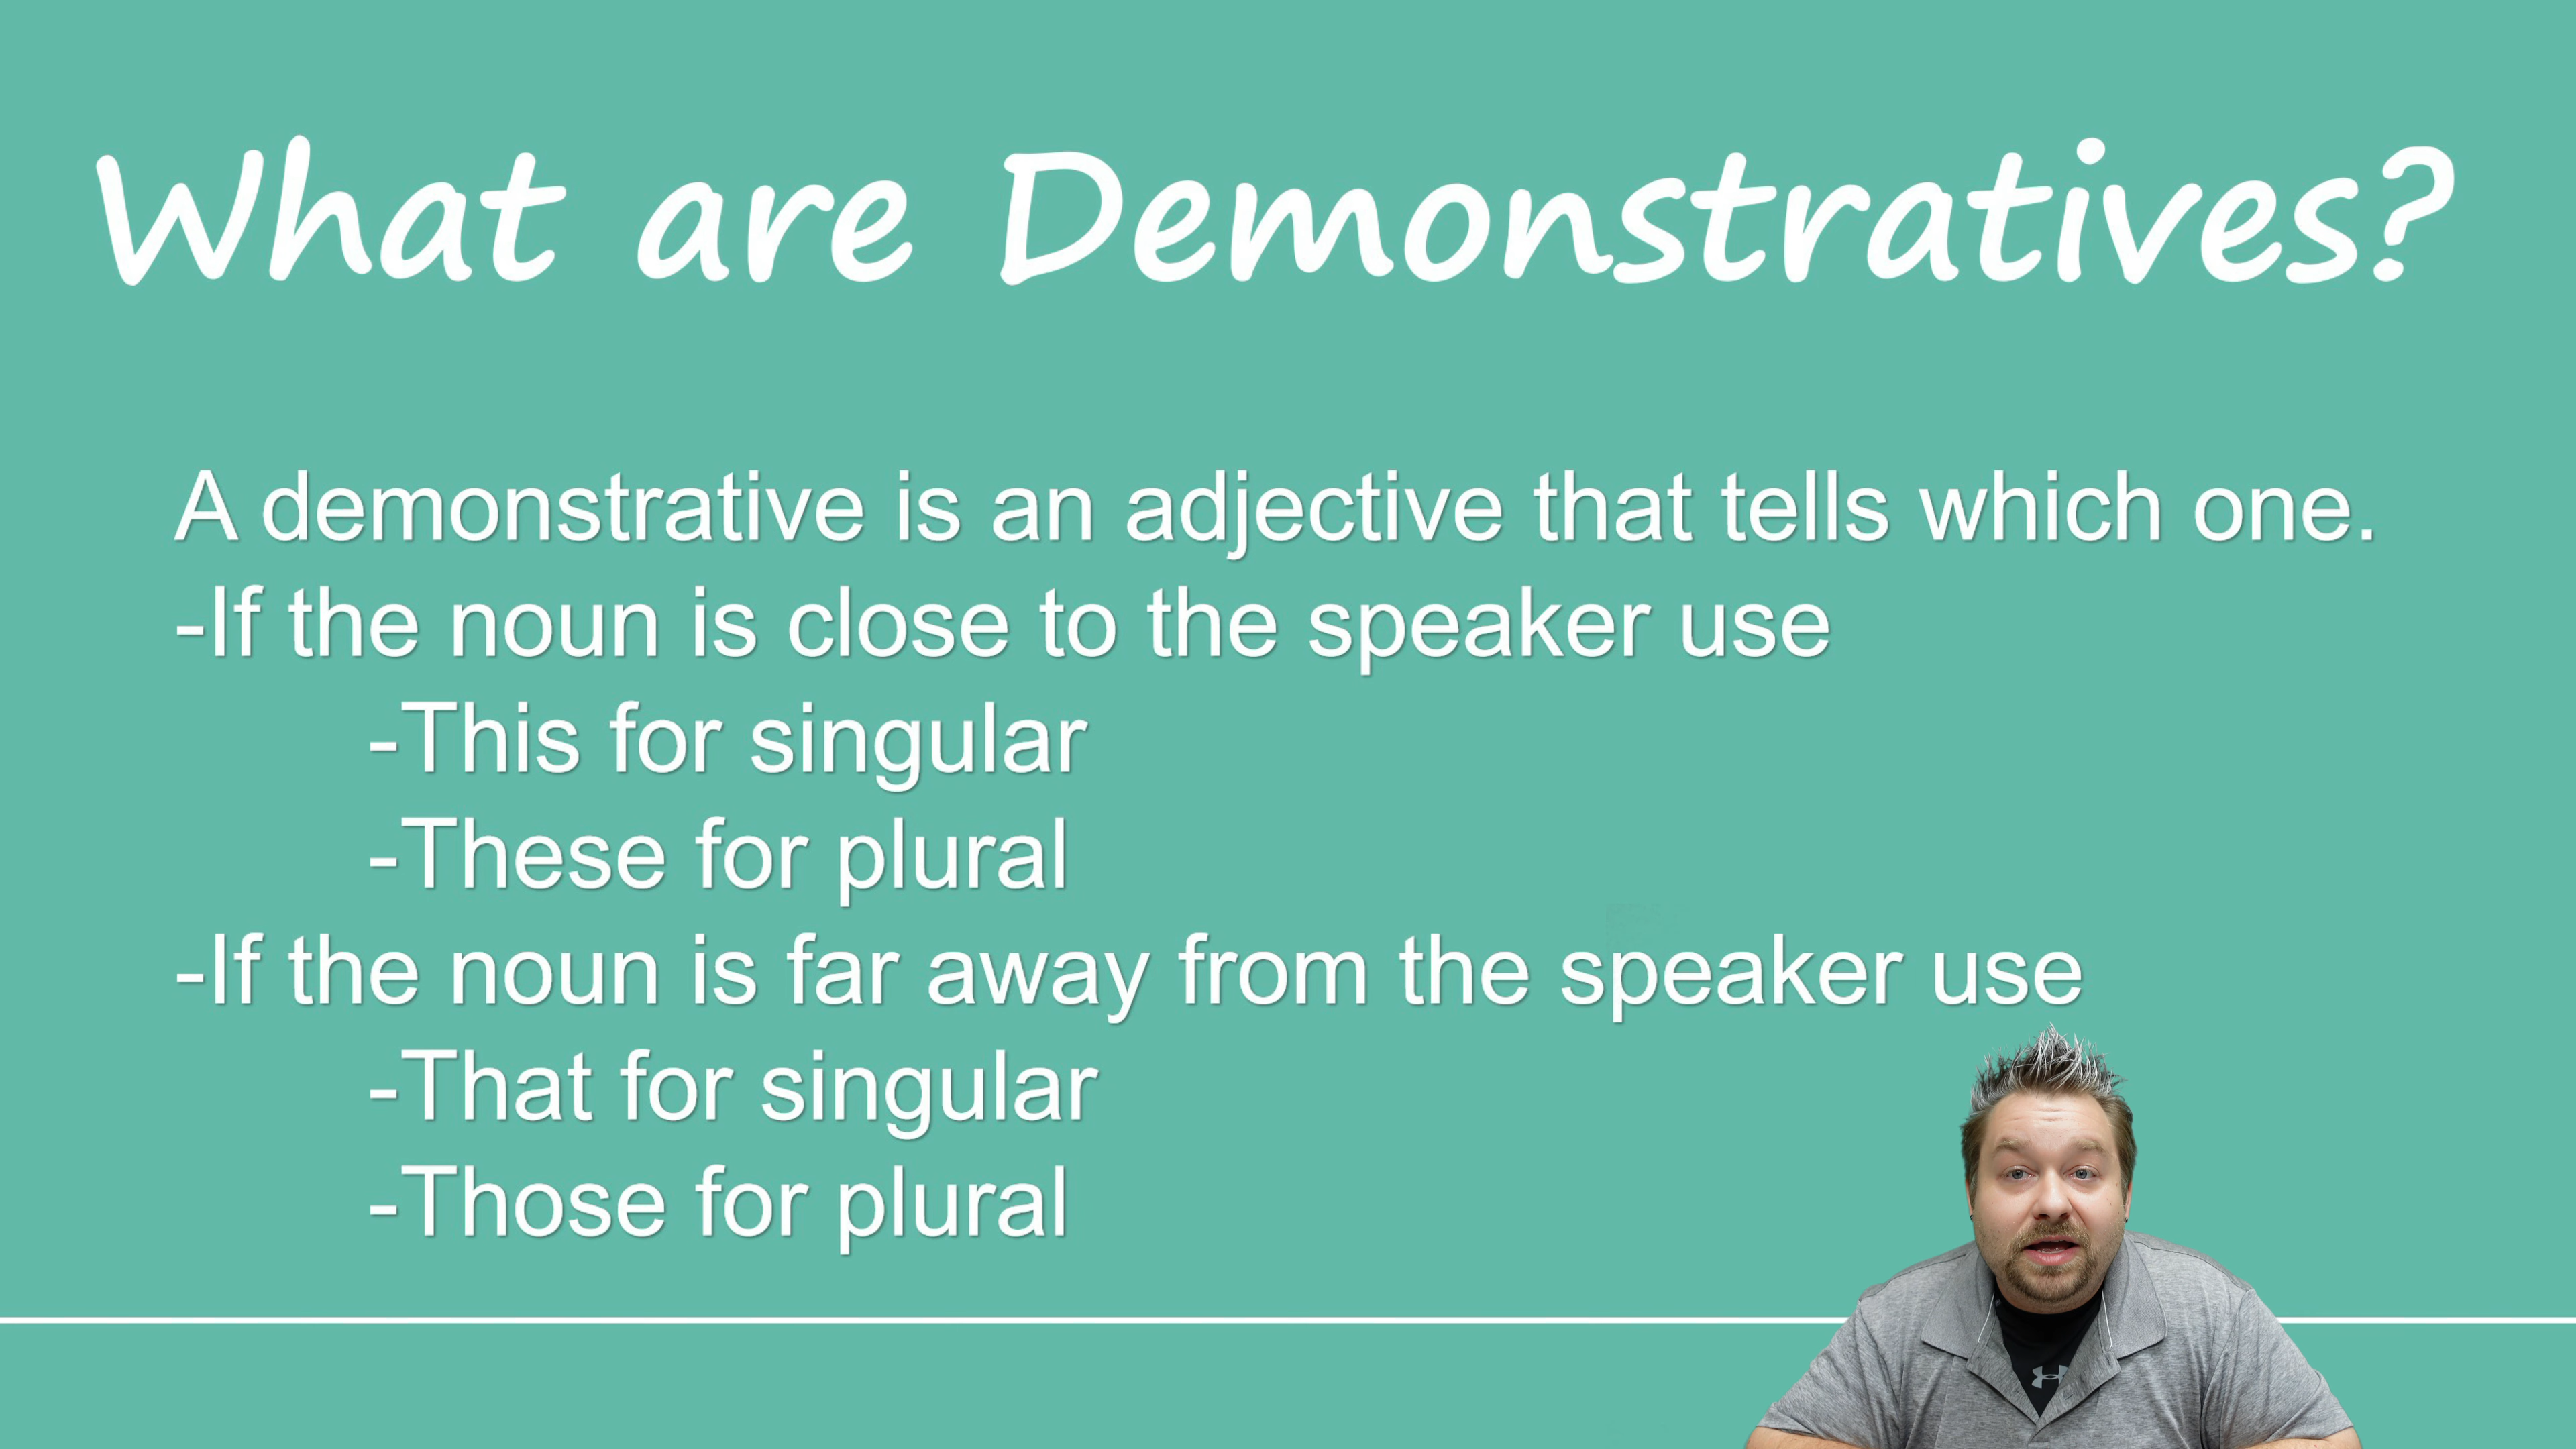 What are Demonstratives?
A demonstrative is an adjective that tells which one.
-If the noun is close to the speaker use
-This for singular
-These for plural
-If the noun is far away from the speaker use
-That for singular
-Those for plural